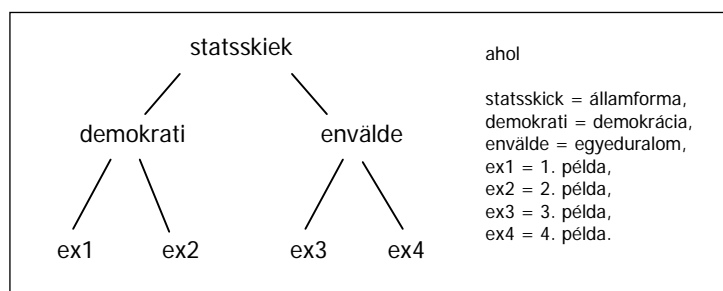 statsskiek
demokrati envälde
ex1 ex2 ex3 ex4
ahol
statsskick = államforma,
demokrati = demokrácia,
envälde = egyeduralom,
ex1 = 1. példa,
ex2 = 2. példa,
ex3 = 3. példa,
ex4 = 4. példa.